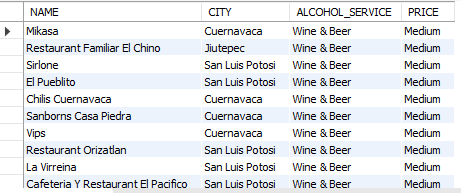 NAME CITY ALCOHOL_SERVICE PRICE
Mikasa Cuernavaca Wine & Beer Medium
Restaurant Familiar El Chino Jiutepec Wine & Beer Medium
Sirlone San Luis Potosi Wine & Beer Medium
El Pueblito San Luis Potosi Wine & Beer Medium
Chilis Cuernavaca Cuernavaca Wine & Beer Medium
Sanborns Casa Piedra Cuernavaca Wine & Beer Medium
Vips Cuernavaca Wine & Beer Medium
Restaurant Orizatlan San Luis Potosi Wine & Beer Medium
La Virreina San Luis Potosi Wine & Beer Medium
Cafeteria Y Restaurant El Pacifico San Luis Potosi Wine & Beer Medium